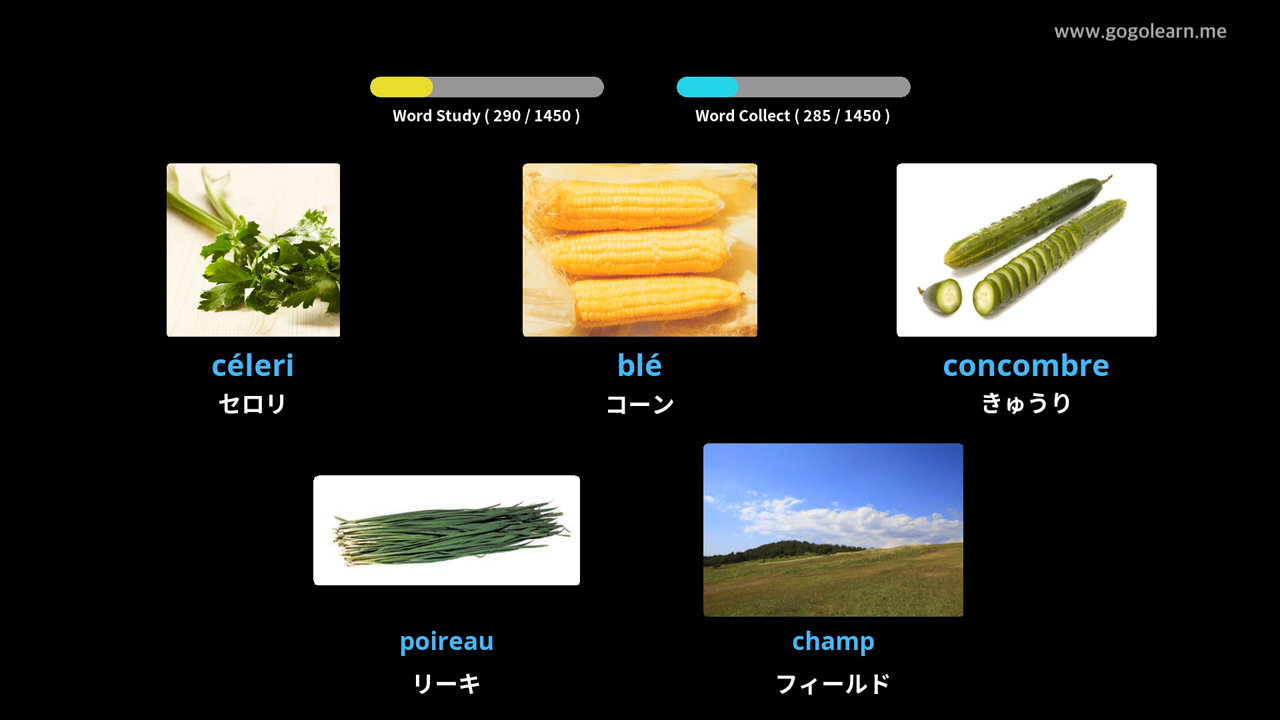 www.gogolearn.me
Word Study ( 290 / 1450 )
Word Collect ( 285 / 1450 )
céleri
セロリ
blé
コーン
concombre
きゅうり
poireau
リーキ
champ
フィールド